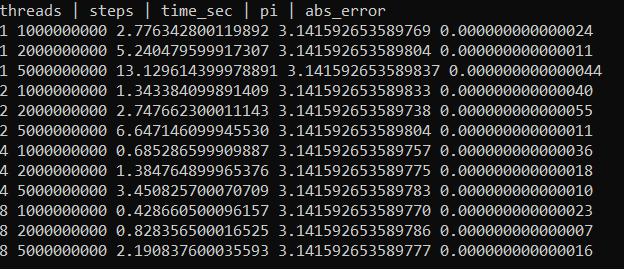 threads | steps | time_sec | pi | abs_error
1 1000000000 2.776342800119892 3.141592653589769 0.000000000000024
1 2000000000 5.240479599917307 3.141592653589804 0.000000000000011
1 5000000000 13.129614399978891 3.141592653589837 0.000000000000044
2 1000000000 1.343384099891409 3.141592653589833 0.000000000000040
2 2000000000 2.747662300011143 3.141592653589738 0.000000000000055
2 5000000000 6.647146099945530 3.141592653589804 0.000000000000011
4 1000000000 0.685286599909887 3.141592653589757 0.000000000000036
4 2000000000 1.384764899965376 3.141592653589775 0.000000000000018
4 5000000000 3.450825700070709 3.141592653589783 0.000000000000010
8 1000000000 0.428660500096157 3.141592653589770 0.000000000000023
8 2000000000 0.828356500016525 3.141592653589786 0.000000000000007
8 5000000000 2.190837600035593 3.141592653589777 0.000000000000016